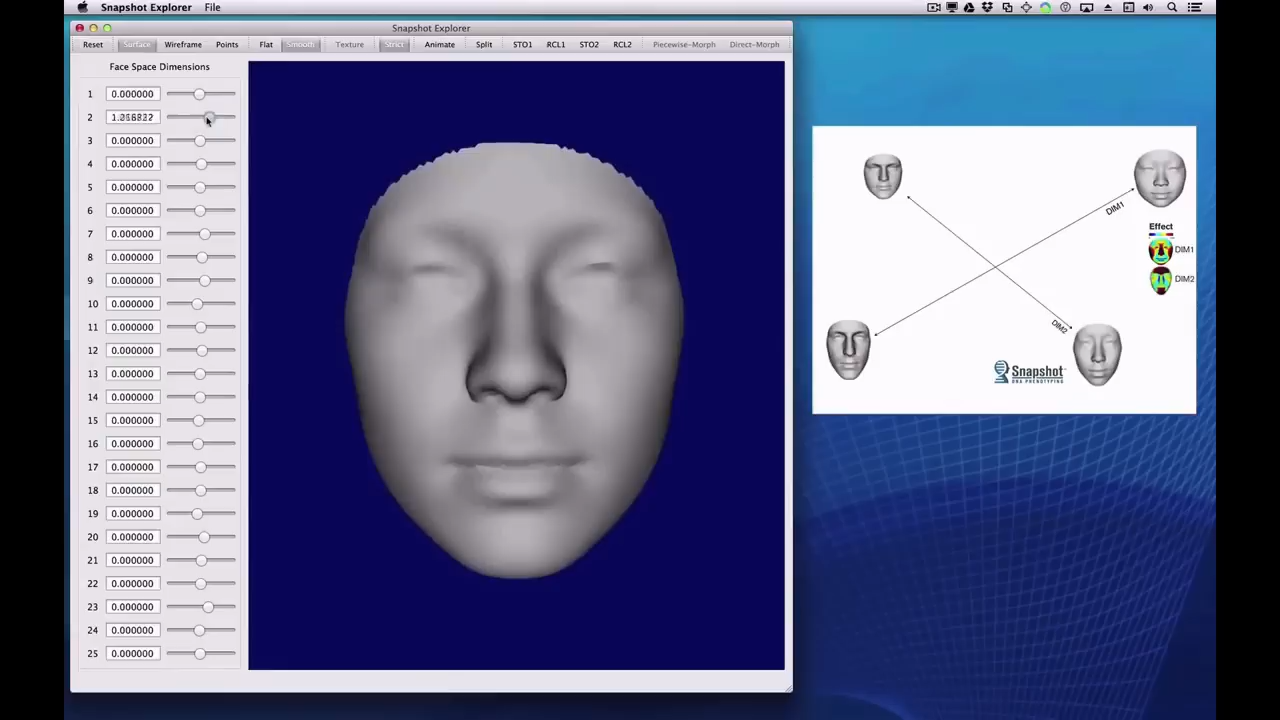 Snapshot Explorer File
Snapshot Explorer
Reset Surface Wireframe Points Flat Smooth Texture Strict Animate Split STO1 RCL1 STO2 RCL2 Piecewise-Morph Direct-Morph
Face Space Dimensions
1 0.000000
2
3 0.000000
4 0.000000
5 0.000000
6 0.000000
7 0.000000
8 0.000000
9 0.000000
10 0.000000
11 0.000000
12 0.000000
13 0.000000
14 0.000000
15 0.000000
16 0.000000
17 0.000000
18 0.000000
19 0.000000
20 0.000000
21 0.000000
22 0.000000
23 0.000000
24 0.000000
25 0.000000
DIM1
Effect
DIM1
DIM2
DIM2
Snapshot
DNA PHENOTYPING